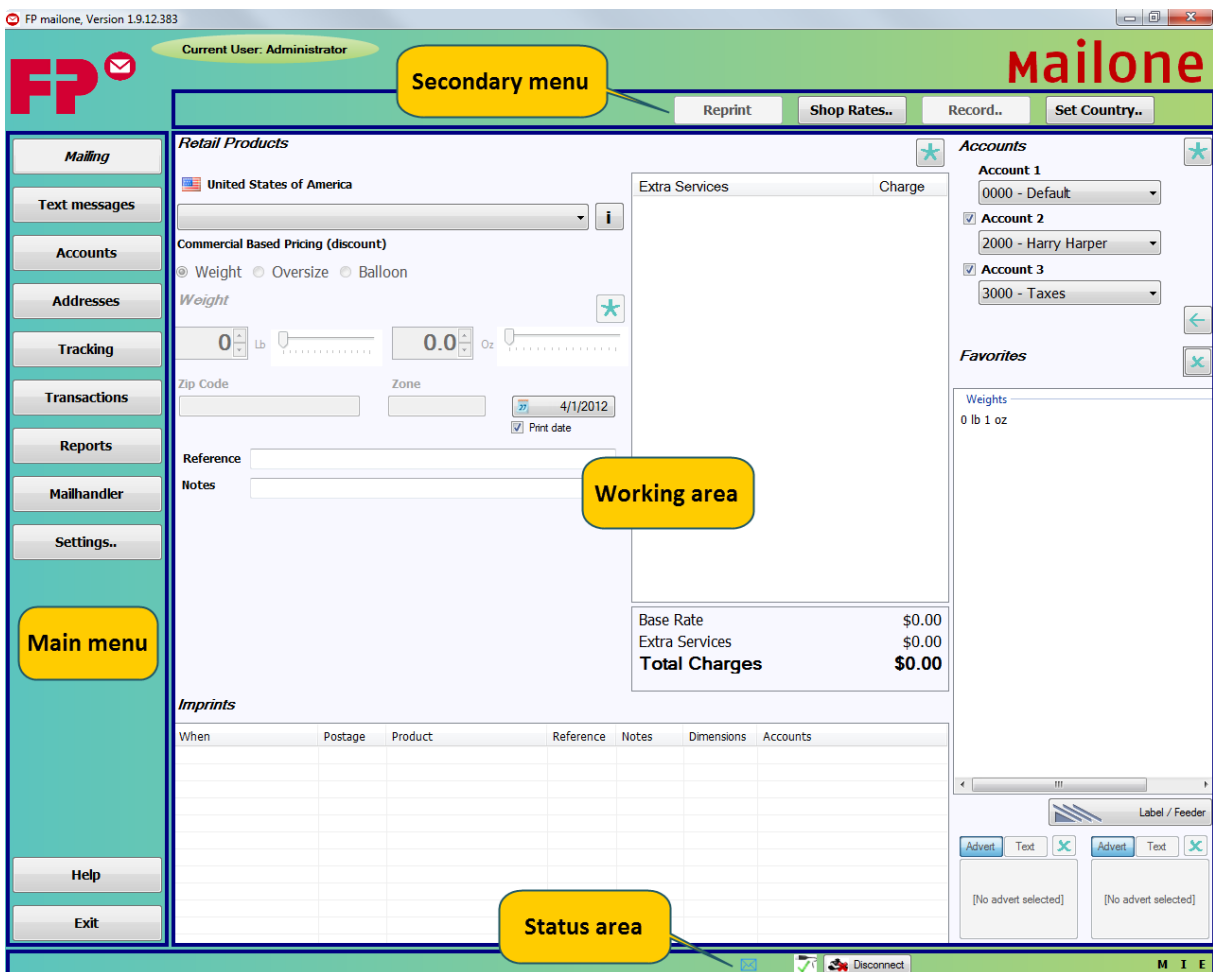 FP mailone, Version 1.9.12.383
FP
Current User: Administrator
Mailone
Secondary menu
Reprint
Shop Rates..
Record..
Set Country..
Mailing
Text messages
Accounts
Addresses
Tracking
Transactions
Reports
Mailhandler
Settings..
Main menu
Help
Exit
Retail Products
United States of America
i
Commercial Based Pricing (discount)
Weight Oversize Balloon
Weight
0 Lb 0.0 Oz
Zip Code Zone
27 4/1/2012
Print date
Reference
Notes
Working area
Extra Services Charge
Base Rate $0.00
Extra Services $0.00
Total Charges $0.00
Accounts
Account 1
0000 - Default
Account 2
2000 - Harry Harper
Account 3
3000 - Taxes
Favorites
Weights
0 lb 1 oz
Label / Feeder
Advert Text Advert Text
[No advert selected] [No advert selected]
Imprints
When Postage Product Reference Notes Dimensions Accounts
Status area
Disconnect
M I E